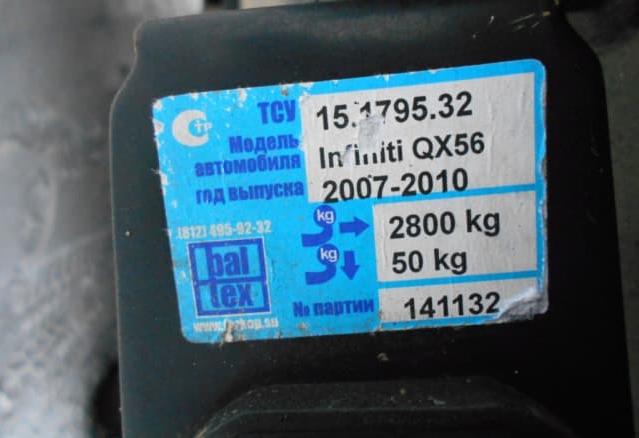 ТСУ 15.1795.32
Модель автомобиля Infiniti QX56
год выпуска 2007-2010
kg 2800 kg
kg 50 kg
(812) 495-92-32
bal
tex
№ партии 141132